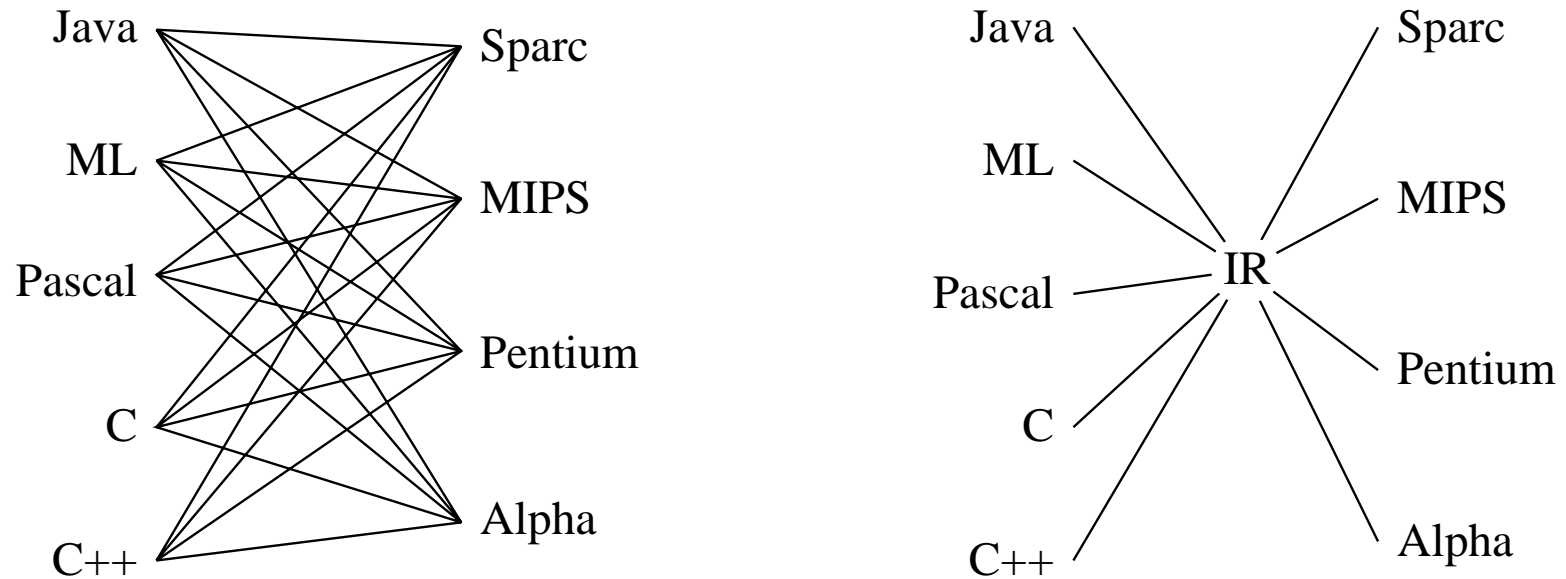 Java
ML
Pascal
C
C++
Sparc
MIPS
Pentium
Alpha
Java
ML
Pascal
C
C++
IR
Sparc
MIPS
Pentium
Alpha